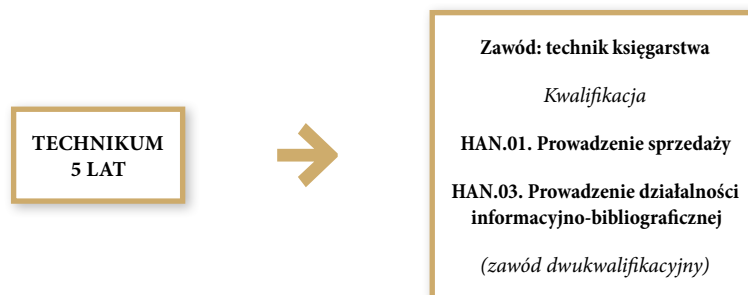 TECHNIKUM
5 LAT
Zawód: technik księgarstwa
Kwalifikacja
HAN.01. Prowadzenie sprzedaży
HAN.03. Prowadzenie działalności
informacyjno-bibliograficznej
(zawód dwukwalifikacyjny)